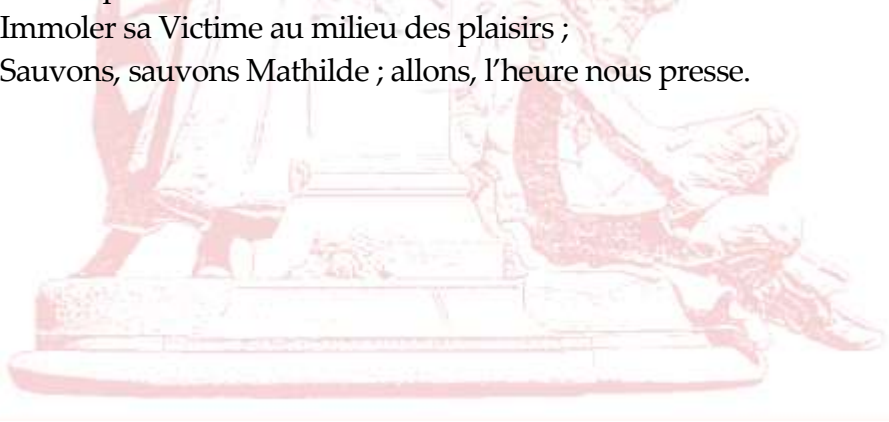 Immoler sa Victime au milieu des plaisirs ;
Sauvons, sauvons Mathilde ; allons, l’heure nous presse.